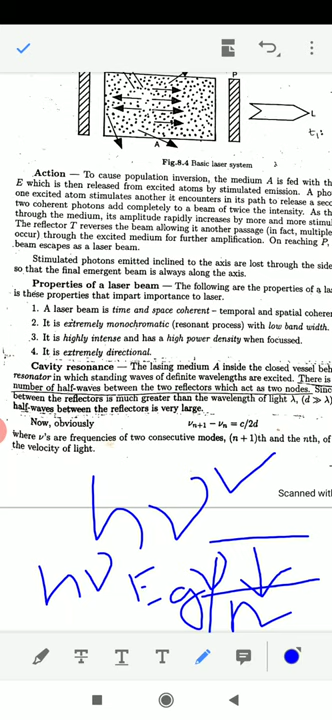 P
L
A
t₁
Fig.8.4 Basic laser system
Action — To cause population inversion, the medium A is fed with th
E which is then released from excited atoms by stimulated emission. A pho
one excited atom stimulates another it encounters in its path to release a seco
two coherent photons add completely to a beam of twice the intensity. As th
through the medium, its amplitude rapidly increases by more and more stimul
The reflector T reverses the beam allowing it another passage (in fact, multiple
occur) through the excited medium for further amplification. On reaching P,
beam escapes as a laser beam.
Stimulated photons emitted inclined to the axis are lost through the side
so that the final emergent beam is always along the axis.
Properties of a laser beam — The following are the properties of a la
is these properties that impart importance to laser.
1. A laser beam is time and space coherent – temporal and spatial coheren
2. It is extremely monochromatic (resonant process) with low band width.
3. It is highly intense and has a high power density when focussed.
4. It is extremely directional.
Cavity resonance — The lasing medium A inside the closed vessel beh
resonator in which standing waves of definite wavelengths are excited. There is
number of half-waves between the two reflectors which act as two nodes. Sinc
between the reflectors is much greater than the wavelength of light λ, (d ≫ λ)
half-waves between the reflectors is very large.
Now, obviously νn+1 − νn = c/2d
where ν's are frequencies of two consecutive modes, (n + 1)th and the nth, of
the velocity of light.
hν
Scanned wit
hν Eg
T T T